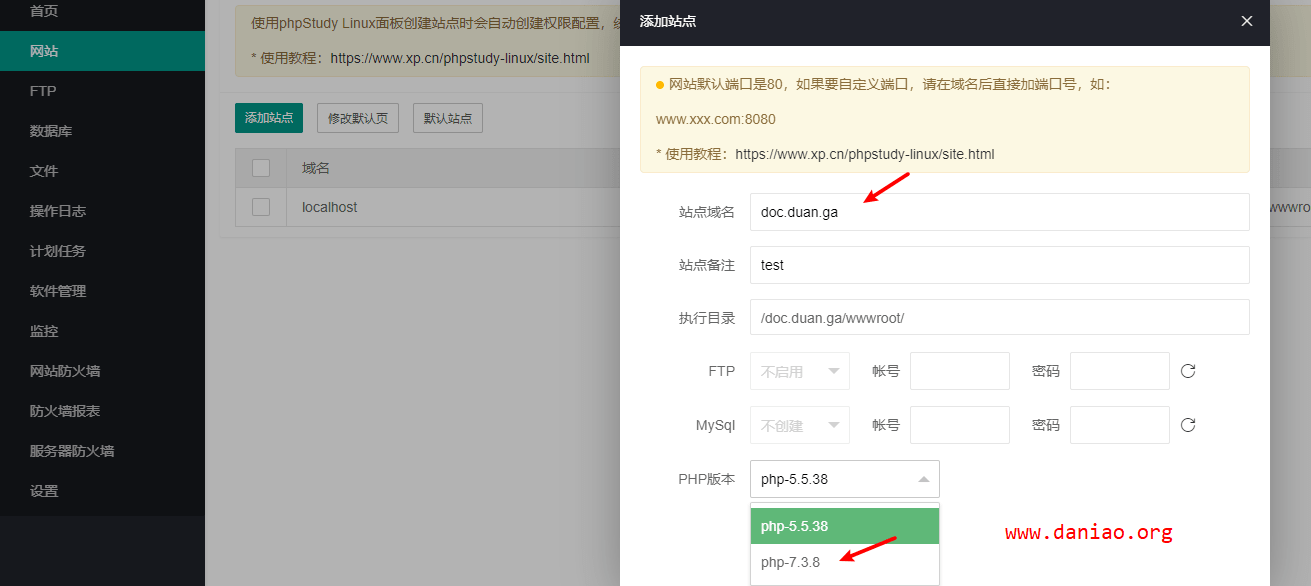 首页
网站
FTP
数据库
文件
操作日志
计划任务
软件管理
监控
网站防火墙
防火墙报表
服务器防火墙
设置
使用phpStudy Linux面板创建站点时会自动创建权限配置，
* 使用教程：https://www.xp.cn/phpstudy-linux/site.html
添加站点 修改默认页 默认站点
域名
localhost
wwwro
添加站点
网站默认端口是80，如果要自定义端口，请在域名后直接加端口号，如：
www.xxx.com:8080
* 使用教程：https://www.xp.cn/phpstudy-linux/site.html
站点域名 doc.duan.ga
站点备注 test
执行目录 /doc.duan.ga/wwwroot/
FTP 不启用 帐号 密码
MySql 不创建 帐号 密码
PHP版本 php-5.5.38
php-5.5.38
php-7.3.8
www.daniao.org